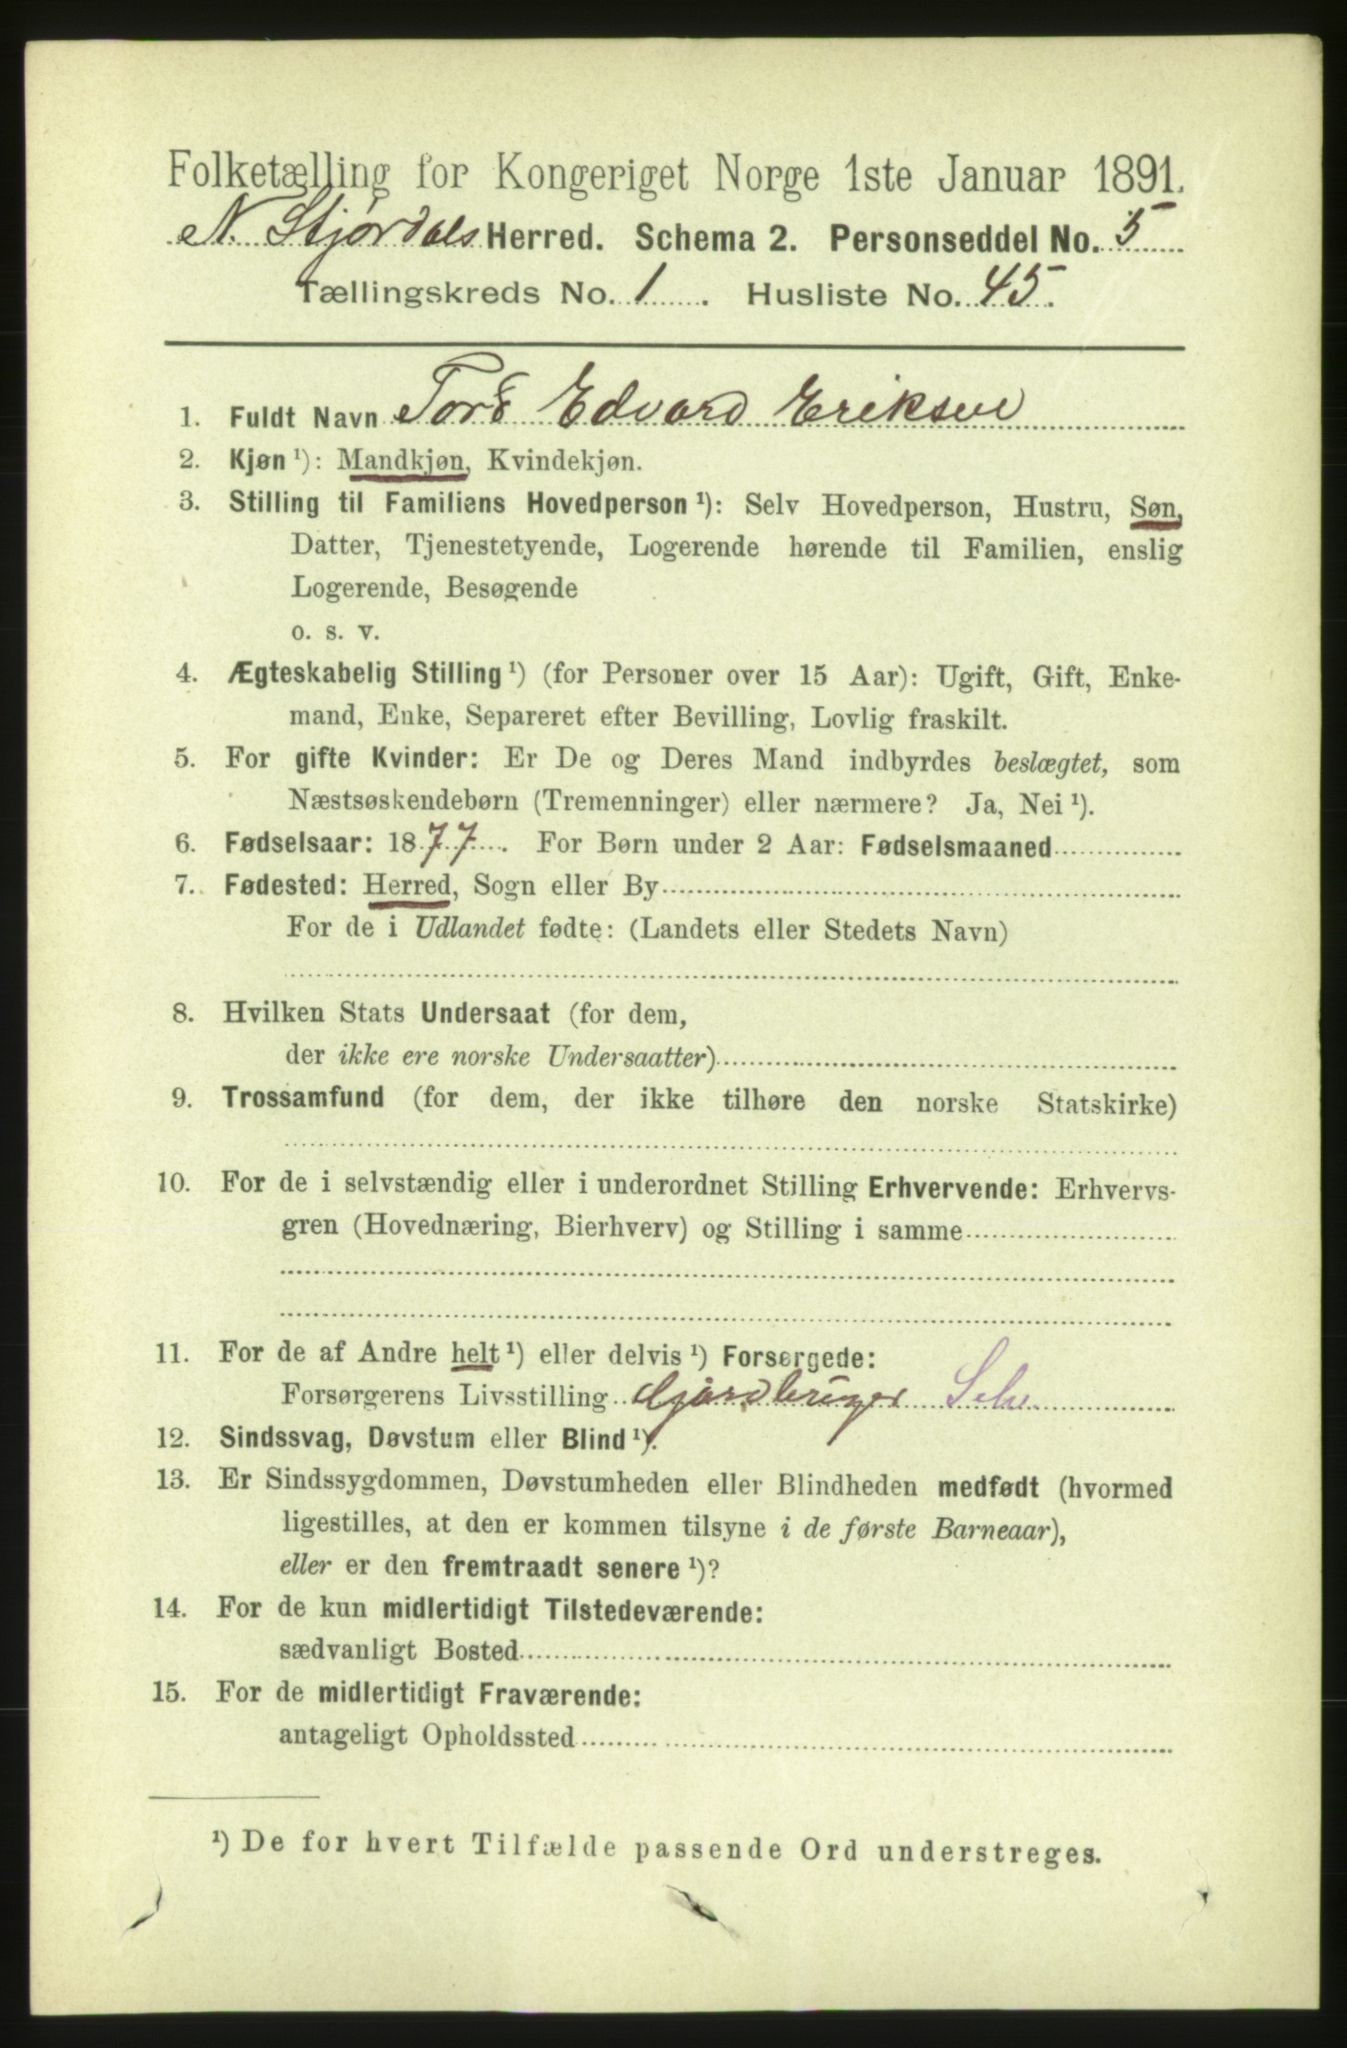 Folketælling for Kongeriget Norge 1ste Januar 1891.
N. Stjørdals Herred. Schema 2. Personseddel No. 5
Tællingskreds No. 1. Husliste No. 45.
1. Fuldt Navn Tore Edvard Eriksen
2. Kjøn ¹): Mandkjøn, Kvindekjøn.
3. Stilling til Familiens Hovedperson ¹): Selv Hovedperson, Hustru, Søn,
Datter, Tjenestetyende, Logerende hørende til Familien, enslig
Logerende, Besøgende
o. s. v.
4. Ægteskabelig Stilling ¹) (for Personer over 15 Aar): Ugift, Gift, Enke-
mand, Enke, Separeret efter Bevilling, Lovlig fraskilt.
5. For gifte Kvinder: Er De og Deres Mand indbyrdes beslægtet, som
Næstsøskendebørn (Tremenninger) eller nærmere? Ja, Nei ¹).
6. Fødselsaar: 1877. For Børn under 2 Aar: Fødselsmaaned
7. Fødested: Herred, Sogn eller By
For de i Udlandet fødte: (Landets eller Stedets Navn)
8. Hvilken Stats Undersaat (for dem,
der ikke ere norske Undersaatter)
9. Trossamfund (for dem, der ikke tilhøre den norske Statskirke)
10. For de i selvstændig eller i underordnet Stilling Erhvervende: Erhvervs-
gren (Hovednæring, Bierhverv) og Stilling i samme
11. For de af Andre helt ¹) eller delvis ¹) Forsørgede:
Forsørgerens Livsstilling Gjårdbruger Selv
12. Sindssvag, Døvstum eller Blind ¹).
13. Er Sindssygdommen, Døvstumheden eller Blindheden medfødt (hvormed
ligestilles, at den er kommen tilsyne i de første Barneaar),
eller er den fremtraadt senere ¹)?
14. For de kun midlertidigt Tilstedeværende:
sædvanligt Bosted
15. For de midlertidigt Fraværende:
antageligt Opholdssted
¹) De for hvert Tilfælde passende Ord understreges.